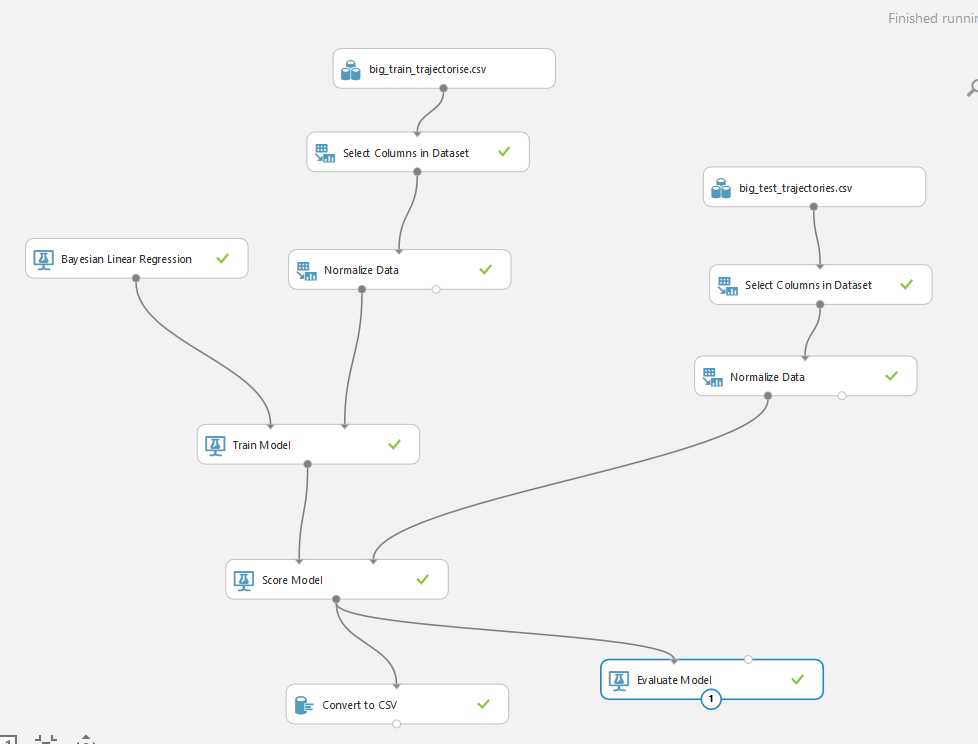 Finished runnin
big_train_trajectorise.csv
Select Columns in Dataset
big_test_trajectories.csv
Bayesian Linear Regression
Normalize Data
Select Columns in Dataset
Normalize Data
Train Model
Score Model
Evaluate Model
1
Convert to CSV
1